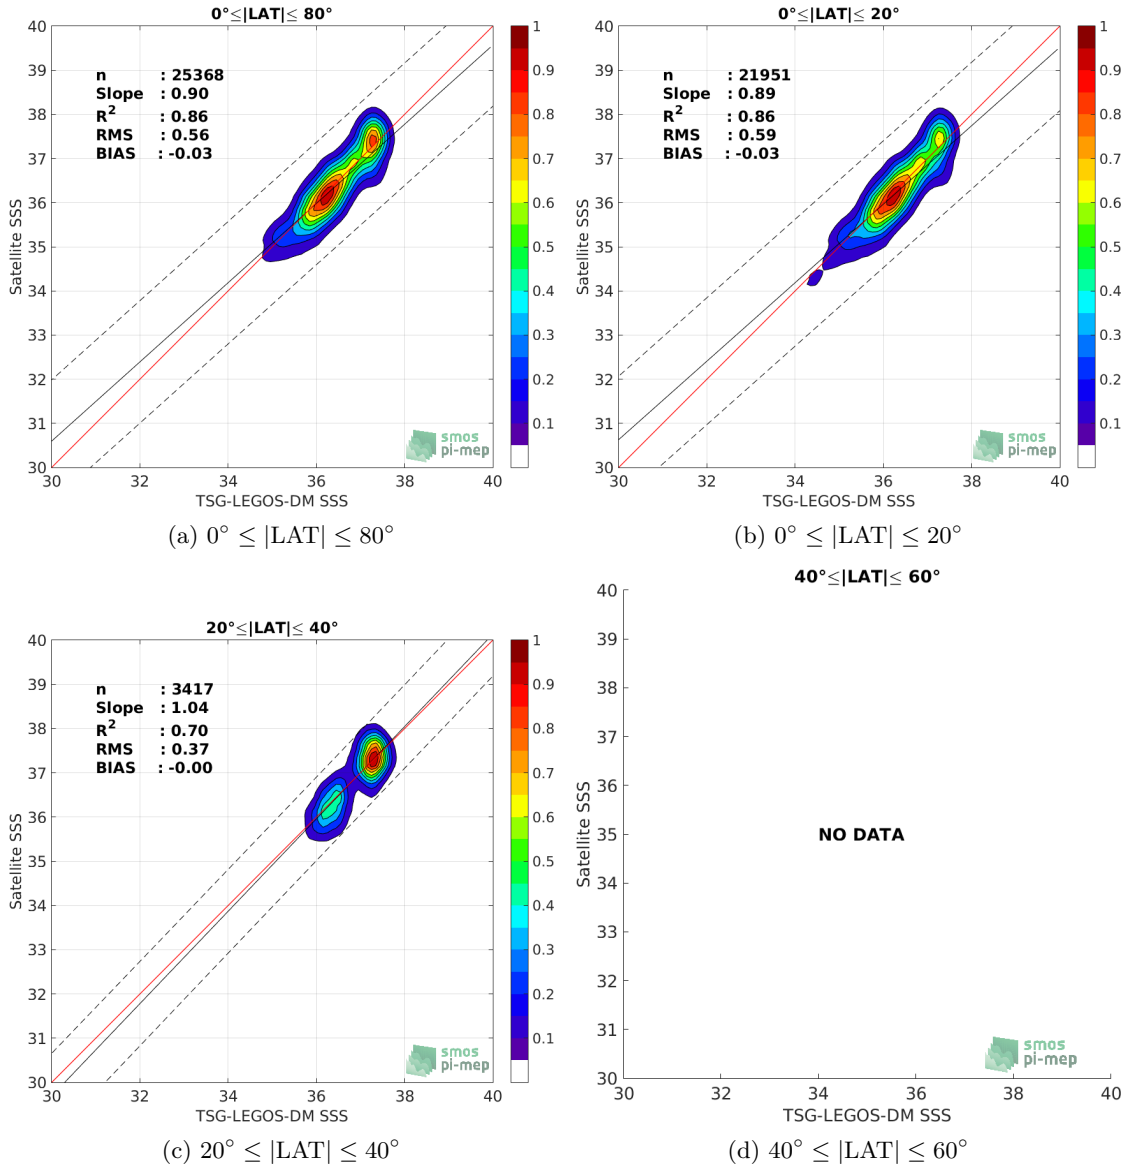 0°≤|LAT|≤ 80°
n : 25368
Slope : 0.90
R² : 0.86
RMS : 0.56
BIAS : -0.03
40
39
38
37
36
35
34
33
32
31
30
Satellite SSS
30 32 34 36 38 40
TSG-LEGOS-DM SSS
1
0.9
0.8
0.7
0.6
0.5
0.4
0.3
0.2
0.1
smos
pi-mep
(a) 0° ≤ |LAT| ≤ 80°
0°≤|LAT|≤ 20°
n : 21951
Slope : 0.89
R² : 0.86
RMS : 0.59
BIAS : -0.03
40
39
38
37
36
35
34
33
32
31
30
Satellite SSS
30 32 34 36 38 40
TSG-LEGOS-DM SSS
1
0.9
0.8
0.7
0.6
0.5
0.4
0.3
0.2
0.1
smos
pi-mep
(b) 0° ≤ |LAT| ≤ 20°
20°≤|LAT|≤ 40°
n : 3417
Slope : 1.04
R² : 0.70
RMS : 0.37
BIAS : -0.00
40
39
38
37
36
35
34
33
32
31
30
Satellite SSS
30 32 34 36 38 40
TSG-LEGOS-DM SSS
1
0.9
0.8
0.7
0.6
0.5
0.4
0.3
0.2
0.1
smos
pi-mep
(c) 20° ≤ |LAT| ≤ 40°
40°≤|LAT|≤ 60°
40
39
38
37
36
35
34
33
32
31
30
Satellite SSS
NO DATA
30 32 34 36 38 40
TSG-LEGOS-DM SSS
smos
pi-mep
(d) 40° ≤ |LAT| ≤ 60°